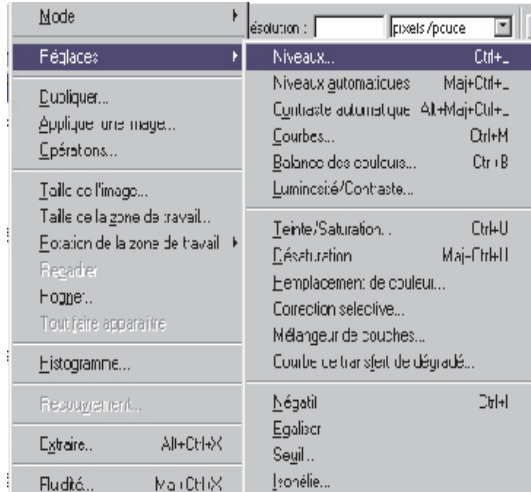 Mode
ésolution : pixels/pouce
Réglages
Dupliquer...
Appliquer une image...
Opérations...
Taille de l'image...
Taille de la zone de travail...
Rotation de la zone de travail
Recadrer
Rogner...
Tout faire apparaître
Histogramme...
Recouvrement...
Extraire... Alt+Ctrl+X
Fluidité... Maj+Ctrl+X
Niveaux... Ctrl+L
Niveaux automatiques Maj+Ctrl+L
Contraste automatique Alt+Maj+Ctrl+L
Courbes... Ctrl+M
Balance des couleurs... Ctrl+B
Luminosité/Contraste...
Teinte/Saturation... Ctrl+U
Désaturation Maj+Ctrl+U
Remplacement de couleur...
Correction sélective...
Mélangeur de couches...
Courbe de transfert de dégradé...
Négatif Ctrl+I
Egaliser
Seuil...
Isohélie...